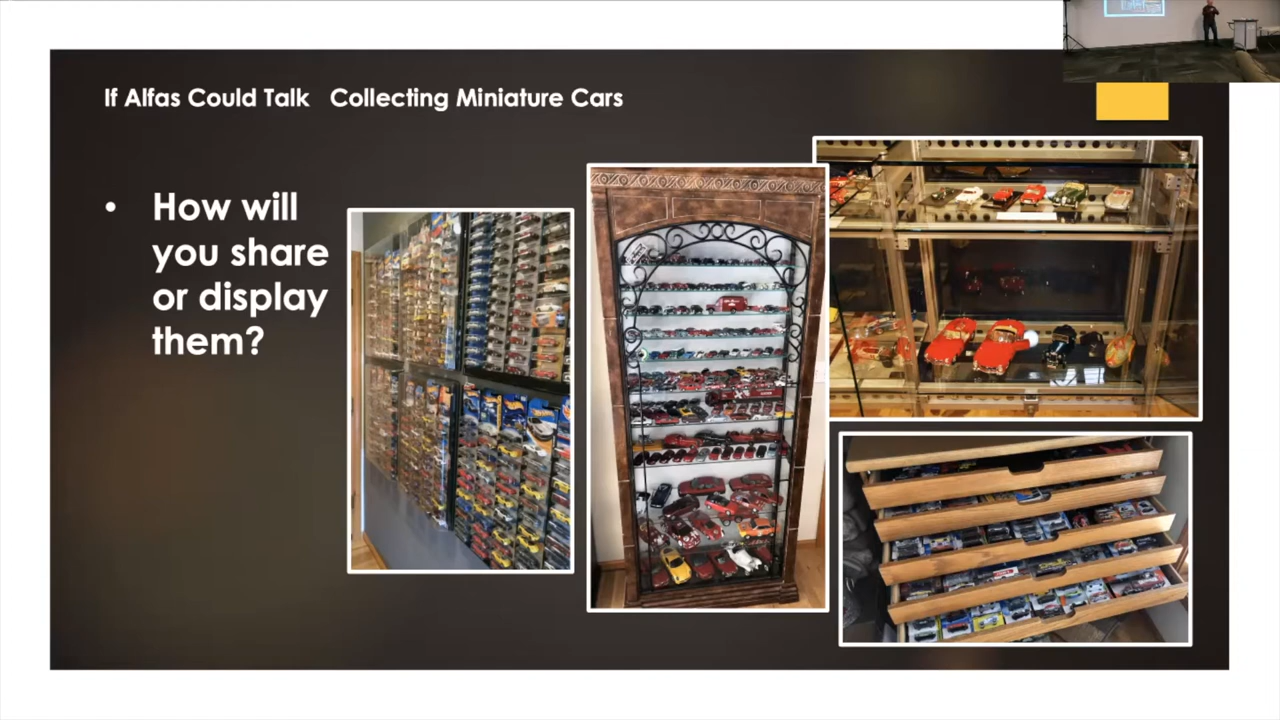 If Alfas Could Talk   Collecting Miniature Cars
• How will
you share
or display
them?